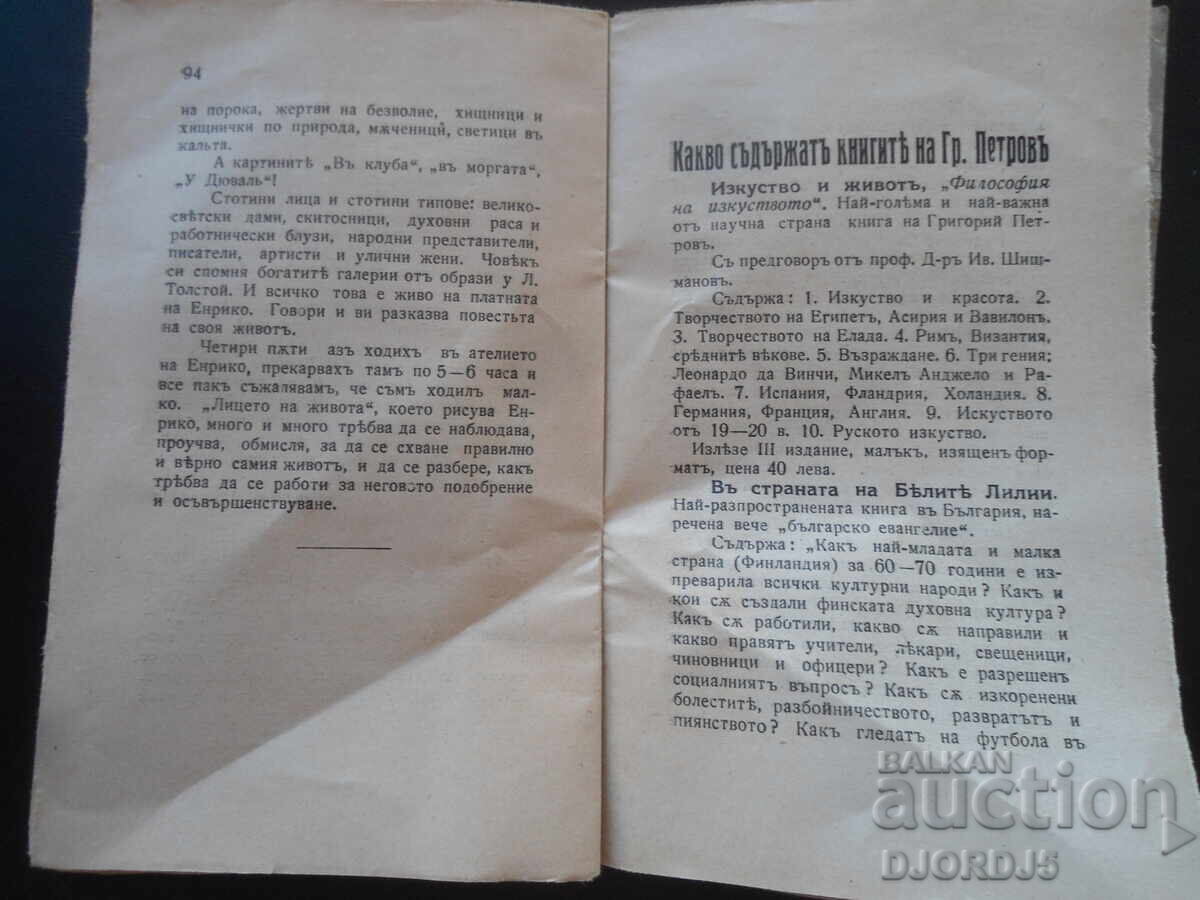 94
на порока, жертви на безволие, хищници и
хищнички по природа, мѫченицй, светици въ
кальта.
А картинитѣ „Въ клуба“, „въ моргата“,
„У Дюваль“!
Стотини лица и стотини типове: велико-
свѣтски дами, скитосници, духовни раса и
работнически блузи, народни представители,
писатели, артисти и улични жени. Човѣкъ
си спомня богатитѣ галерии отъ образи у Л.
Толстой. И всичко това е живо на платната
на Енрико. Говори и ви разказва повестьта
на своя животъ.
Четири пѫти азъ ходихъ въ ателието
на Енрико, прекарвахъ тамъ по 5—6 часа и
все пакъ съжалявамъ, че съмъ ходилъ мал-
ко. „Лицето на живота“, което рисува Ен-
рико, много и много трѣбва да се наблюдава,
проучва, обмисля, за да се схване правилно
и вѣрно самия животъ, и да се разбере, какъ
трѣбва да се работи за неговото подобрение
и осъвършенствуване.
Какво съдържатъ книгитѣ на Гр. Петровъ
Изкуство и животъ, „Философия
на изкуството“. Най-голѣма и най-важна
отъ научна страна книга на Григорий Пет-
ровъ.
Съ предговоръ отъ проф. Д-ръ Ив. Шиш-
мановъ.
Съдържа: 1. Изкуство и красота. 2.
Творчеството на Египетъ, Асирия и Вавилонъ.
3. Творчеството на Елада. 4. Римъ, Византия,
срѣднитѣ вѣкове. 5. Възраждане. 6. Три гения:
Леонардо да Винчи, Микелъ Анджело и Ра-
фаелъ. 7. Испания, Фландрия, Холандия. 8.
Германия, Франция, Англия. 9. Искуството
отъ 19—20 в. 10. Руското изкуство.
Излѣзе III издание, малъкъ, изященъ фор-
матъ, цена 40 лева.
Въ страната на Бѣлитѣ Лилии.
Най-разпространената книга въ България, на-
речена вече „българско евангелие“.
Съдържа: „Какъ най-младата и малка
страна (Финландия) за 60—70 години е из-
преварила всички културни народи? Какъ и
кои сѫ създали финската духовна култура?
Какъ сѫ работили, какво сѫ направили и
какво правятъ учители, лѣкари, свещеници,
чиновници и офицери? Какъ е разрешенъ
социалниятъ въпросъ? Какъ сѫ изкоренени
болеститѣ, разбойничеството, развратътъ и
пиянството? Какъ гледатъ на футбола въ
BALKAN
auction
DJORDJ5